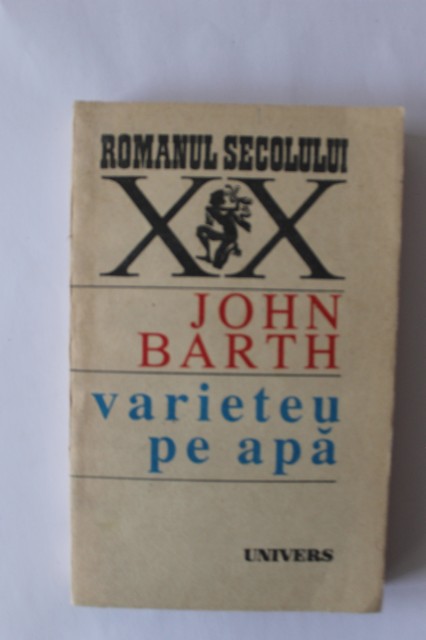 ROMANUL SECOLULUI
XX
JOHN
BARTH
varieteu
pe apă
UNIVERS